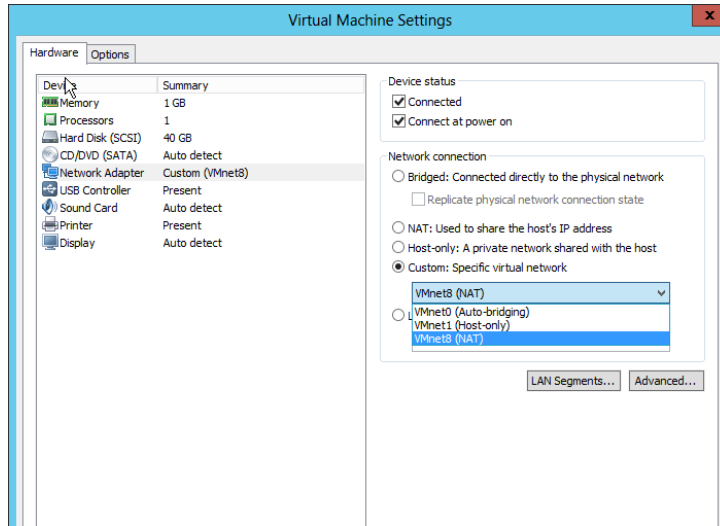 Virtual Machine Settings
x
Hardware
Options
Device Summary
Memory 1 GB
Processors 1
Hard Disk (SCSI) 40 GB
CD/DVD (SATA) Auto detect
Network Adapter Custom (VMnet8)
USB Controller Present
Sound Card Auto detect
Printer Present
Display Auto detect
Device status
Connected
Connect at power on
Network connection
Bridged: Connected directly to the physical network
Replicate physical network connection state
NAT: Used to share the host's IP address
Host-only: A private network shared with the host
Custom: Specific virtual network
VMnet8 (NAT)
VMnet0 (Auto-bridging)
VMnet1 (Host-only)
VMnet8 (NAT)
LAN Segments...
Advanced...